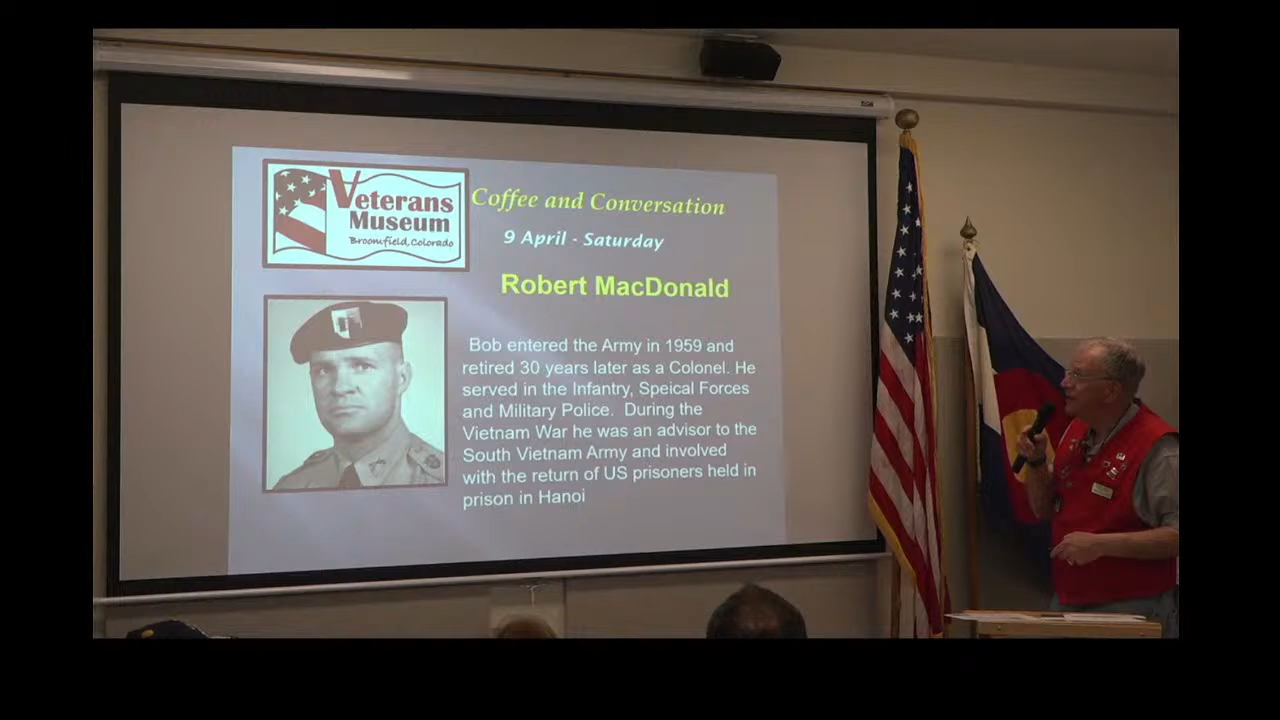 Veterans
Museum
Broomfield, Colorado
Coffee and Conversation
9 April - Saturday
Robert MacDonald
Bob entered the Army in 1959 and
retired 30 years later as a Colonel. He
served in the Infantry, Speical Forces
and Military Police.  During the
Vietnam War he was an advisor to the
South Vietnam Army and involved
with the return of US prisoners held in
prison in Hanoi